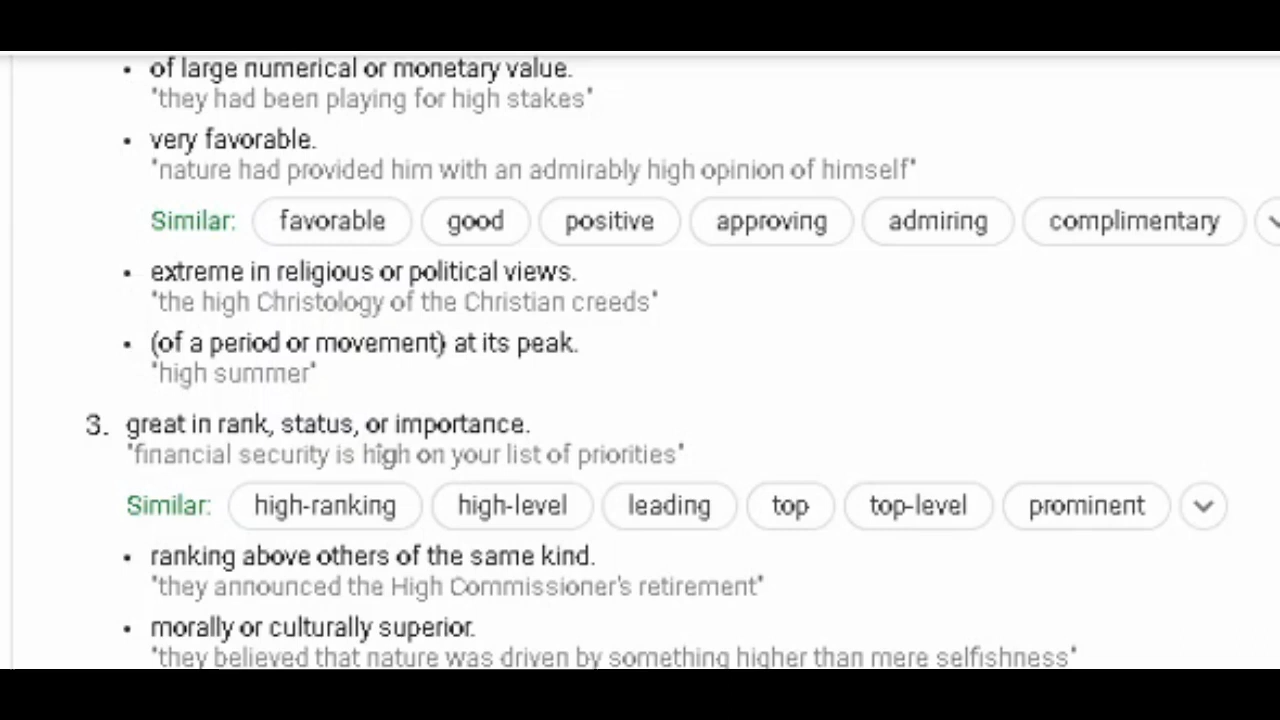 • of large numerical or monetary value.
"they had been playing for high stakes"
• very favorable.
"nature had provided him with an admirably high opinion of himself"
Similar: favorable good positive approving admiring complimentary
• extreme in religious or political views.
"the high Christology of the Christian creeds"
• (of a period or movement) at its peak.
"high summer"
3. great in rank, status, or importance.
"financial security is high on your list of priorities"
Similar: high-ranking high-level leading top top-level prominent
• ranking above others of the same kind.
"they announced the High Commissioner's retirement"
• morally or culturally superior.
"they believed that nature was driven by something higher than mere selfishness"